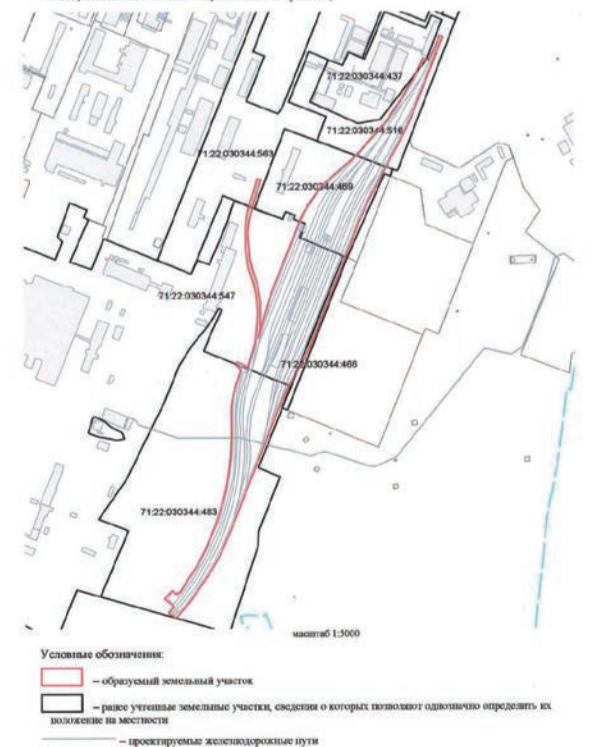 71:22:030344:437
71:22:030344:516
71:22:030344:563
71:22:030344:469
71:22:030344:547
71:22:030344:466
71:22:030344:483
масштаб 1:5000
Условные обозначения:
– образуемый земельный участок
– ранее учтенные земельные участки, сведения о которых позволяют однозначно определить их
положение на местности
– проектируемые железнодорожные пути